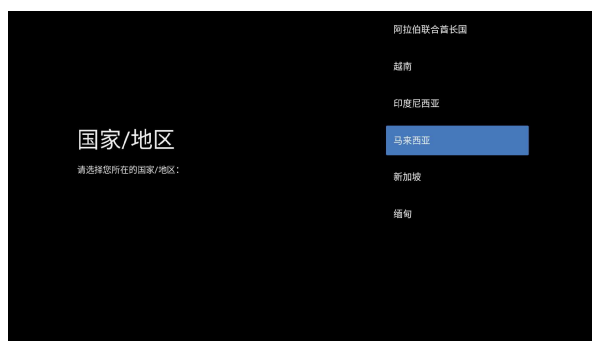 国家/地区
请选择您所在的国家/地区：
阿拉伯联合酋长国
越南
印度尼西亚
马来西亚
新加坡
缅甸